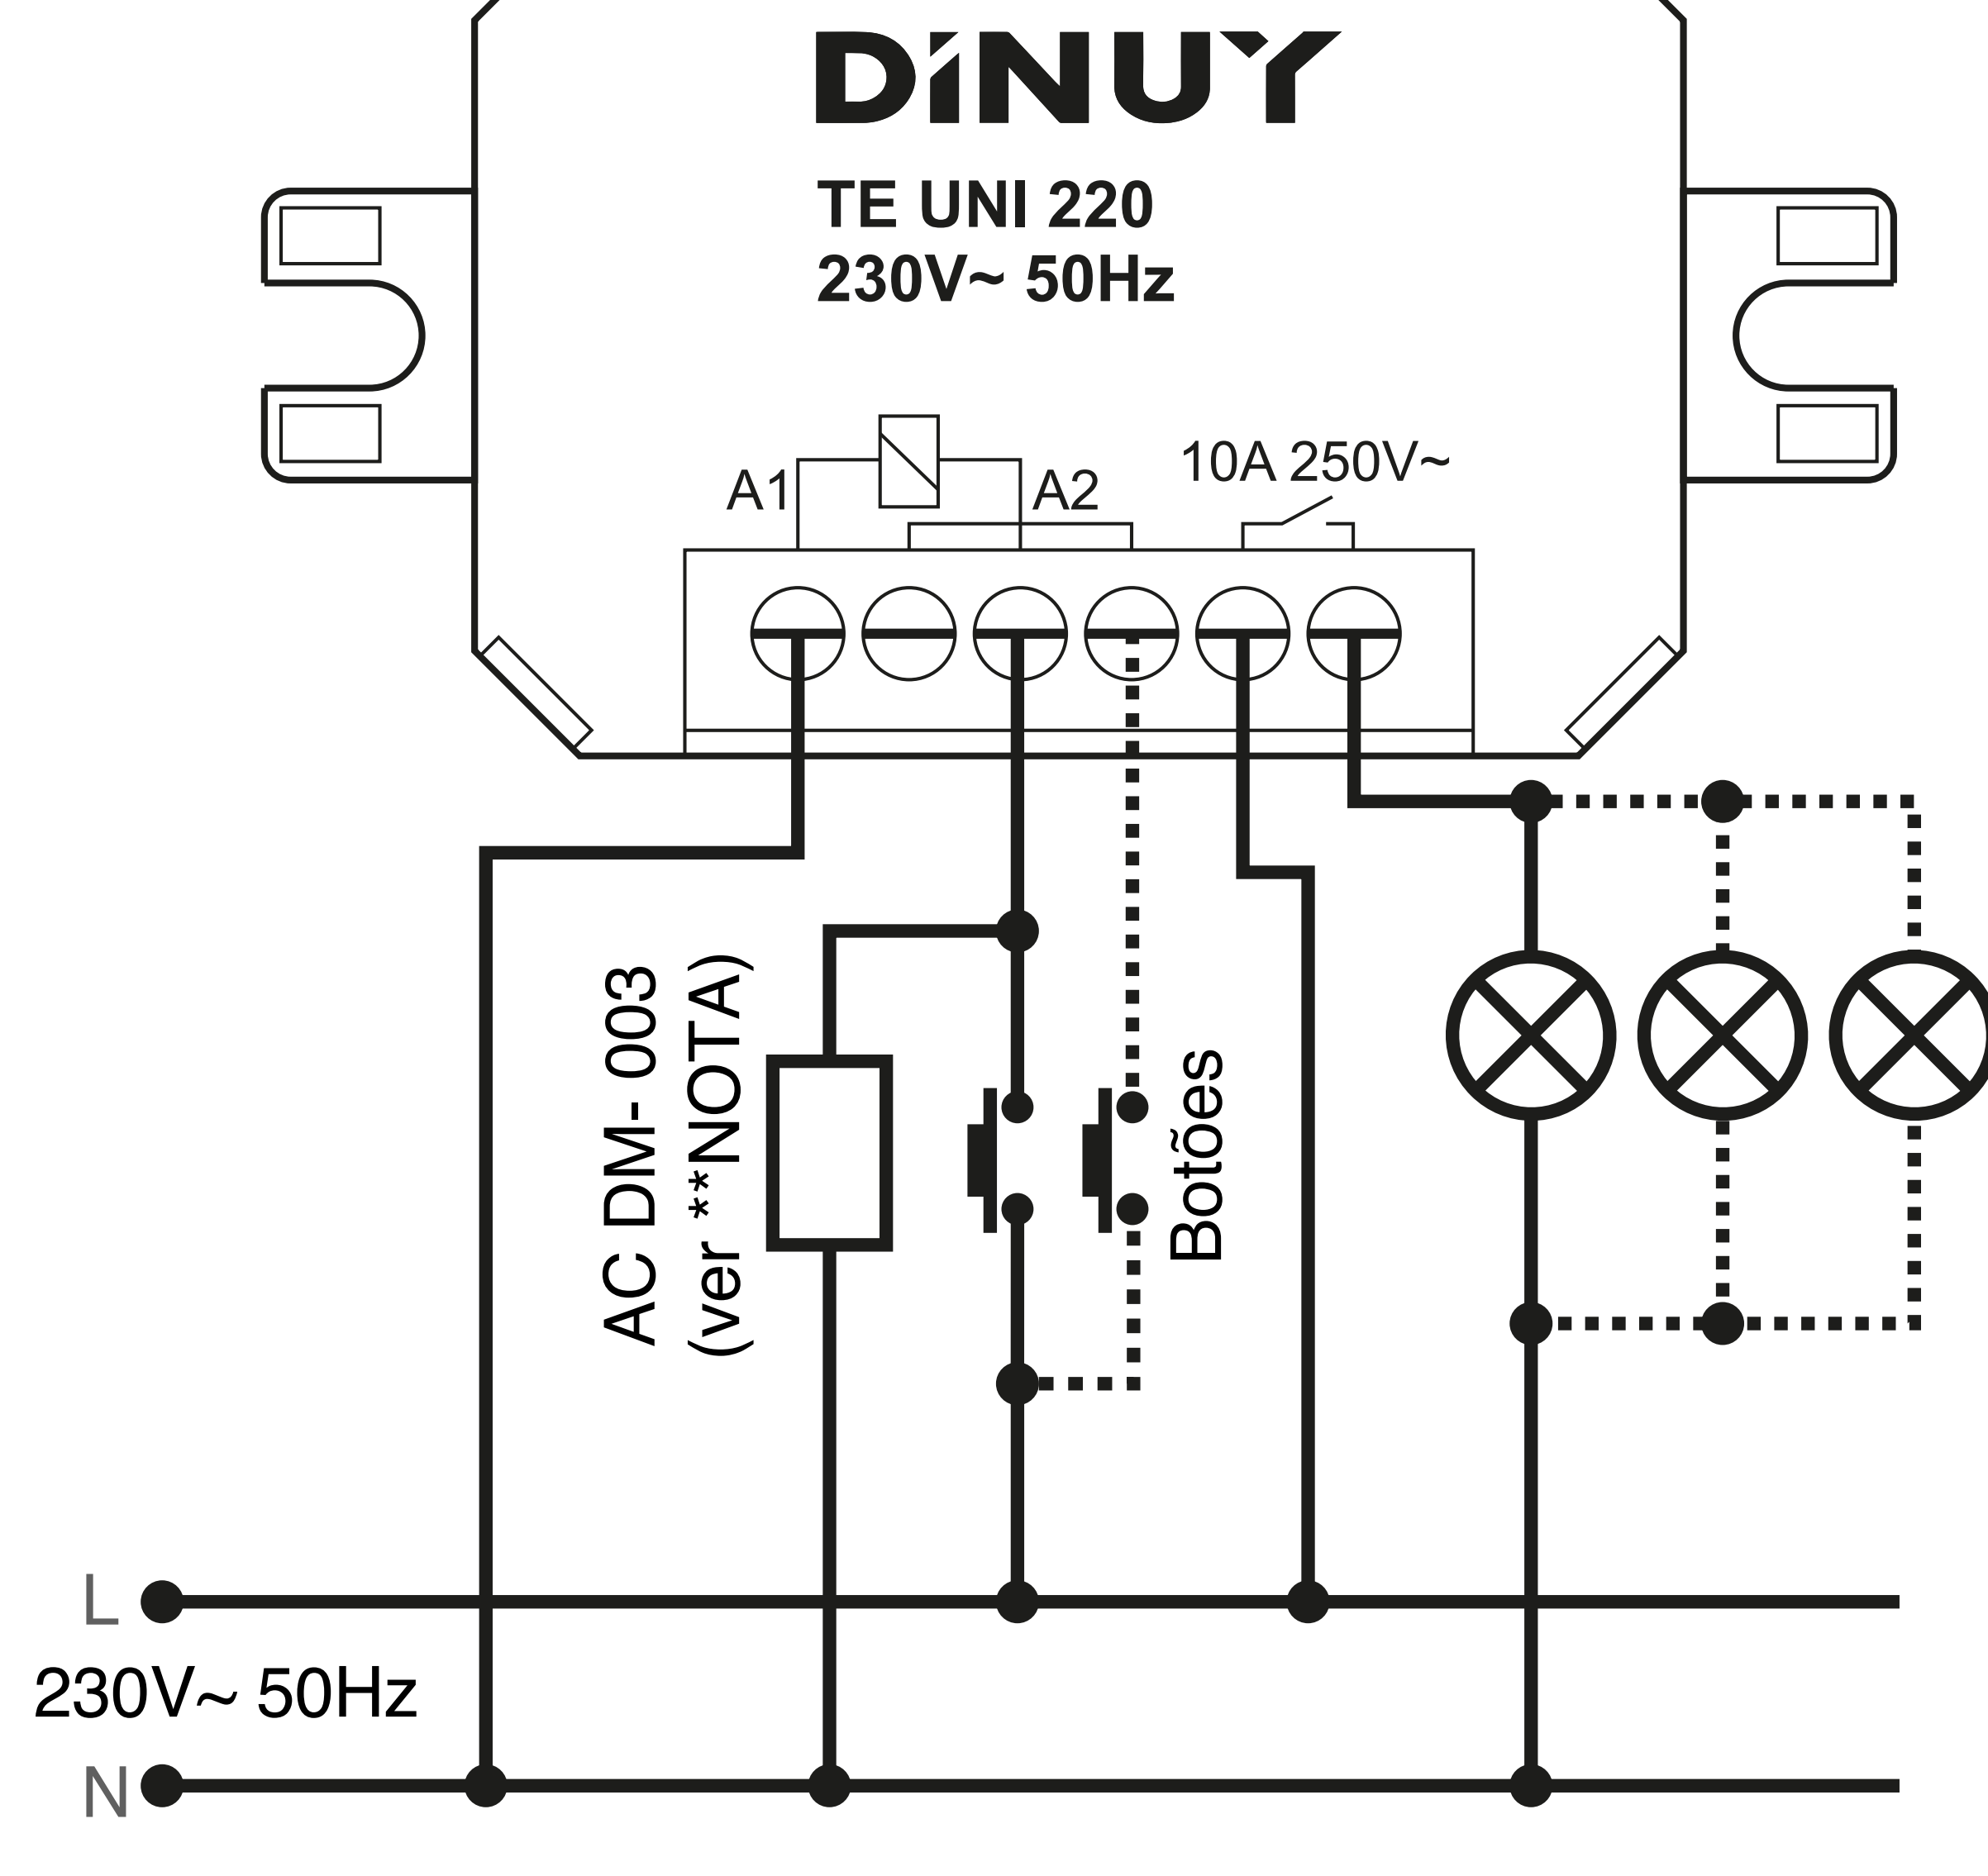 DiNUY
TE UNI 220
230V~ 50Hz
A1
A2
10A 250V~
AC DM- 003
(ver **NOTA)
Botões
L
230V~ 50Hz
N